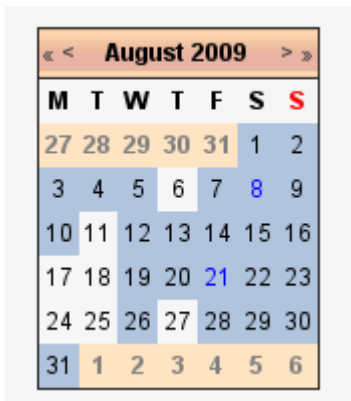 « < August 2009 > »
M T W T F S S
27 28 29 30 31 1 2
3 4 5 6 7 8 9
10 11 12 13 14 15 16
17 18 19 20 21 22 23
24 25 26 27 28 29 30
31 1 2 3 4 5 6